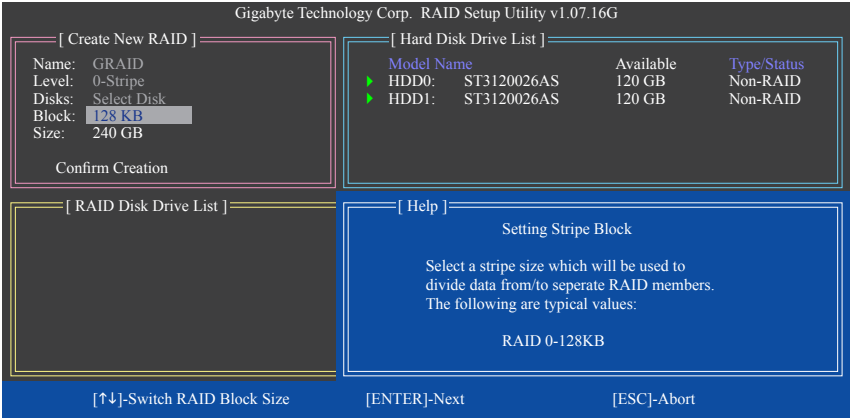 Gigabyte Technology Corp. RAID Setup Utility v1.07.16G
[ Create New RAID ]
Name: GRAID
Level: 0-Stripe
Disks: Select Disk
Block: 128 KB
Size: 240 GB
Confirm Creation
[ Hard Disk Drive List ]
Model Name Available Type/Status
HDD0: ST3120026AS 120 GB Non-RAID
HDD1: ST3120026AS 120 GB Non-RAID
[ RAID Disk Drive List ]
[ Help ]
Setting Stripe Block
Select a stripe size which will be used to
divide data from/to seperate RAID members.
The following are typical values:
RAID 0-128KB
[↑↓]-Switch RAID Block Size [ENTER]-Next [ESC]-Abort